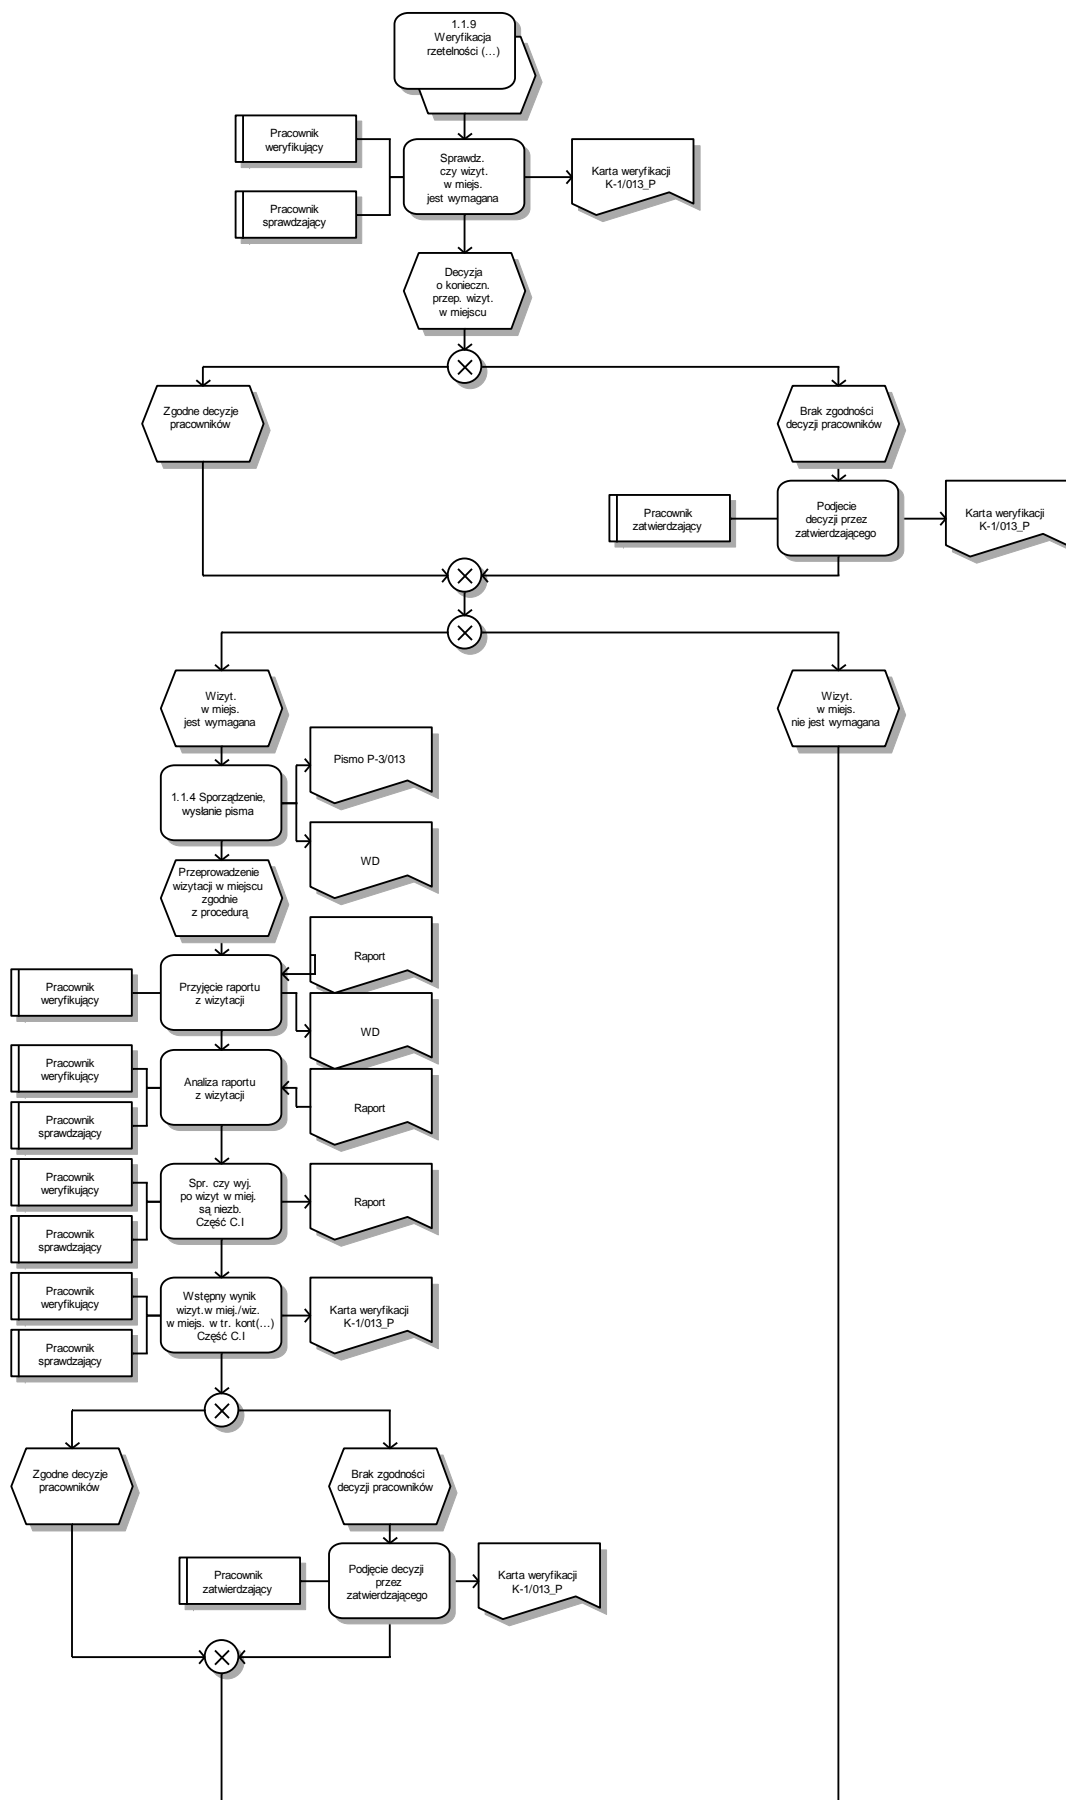 1.1.9
Weryfikacja
rzetelności (…)
Pracownik
weryfikujący
Sprawdz.
czy wizyt.
w miejs.
jest wymagana
Karta weryfikacji
K-1/013_P
Pracownik
sprawdzający
Decyzja
o konieczn.
przep. wizyt.
w miejscu
Zgodne decyzje
pracowników
Brak zgodności
decyzji pracowników
Pracownik
zatwierdzający
Podjecie
decyzji przez
zatwierdzającego
Karta weryfikacji
K-1/013_P
Wizyt.
w miejs.
jest wymagana
Wizyt.
w miejs.
nie jest wymagana
1.1.4 Sporządzenie,
wysłanie pisma
Pismo P-3/013
WD
Przeprowadzenie
wizytacji w miejscu
zgodnie
z procedurą
Raport
Pracownik
weryfikujący
Przyjęcie raportu
z wizytacji
WD
Pracownik
weryfikujący
Analiza raportu
z wizytacji
Raport
Pracownik
sprawdzający
Pracownik
weryfikujący
Spr. czy wyj.
po wizyt w miej.
są niezb.
Część C.I
Raport
Pracownik
sprawdzający
Pracownik
weryfikujący
Wstępny wynik
wizyt.w miej./wiz.
w miejs. w tr. kont(…)
Część C.I
Karta weryfikacji
K-1/013_P
Pracownik
sprawdzający
Zgodne decyzje
pracowników
Brak zgodności
decyzji pracowników
Pracownik
zatwierdzający
Podjęcie decyzji
przez
zatwierdzającego
Karta weryfikacji
K-1/013_P